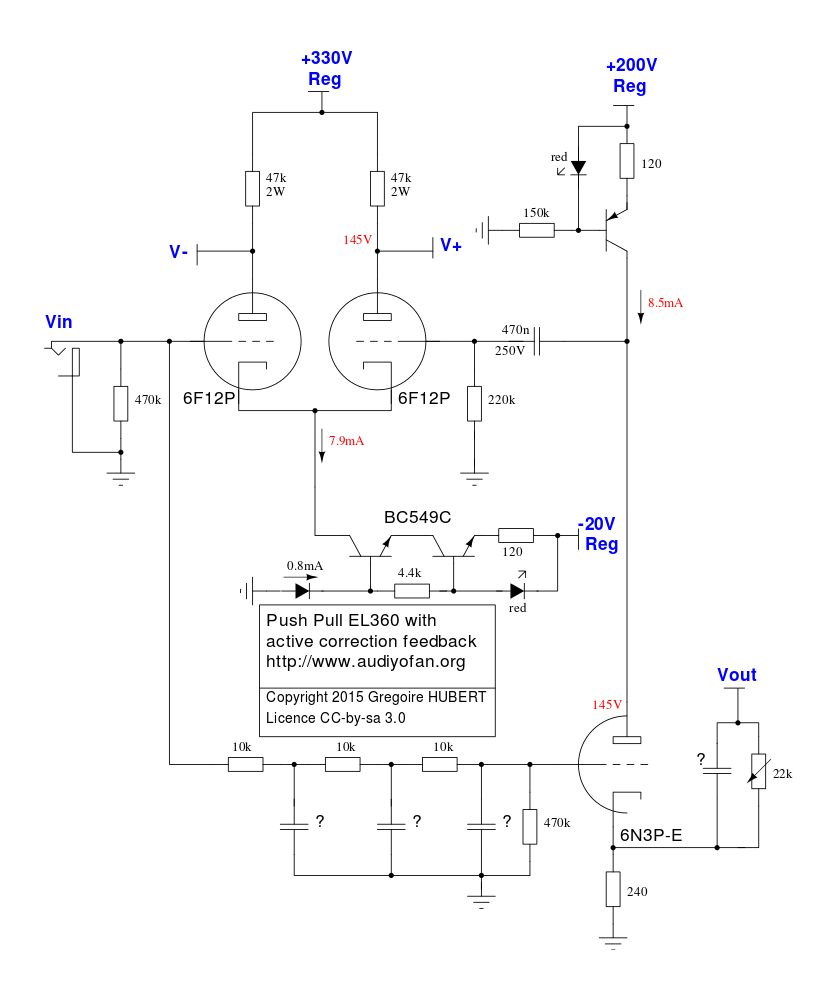 +330V
Reg
+200V
Reg
red
120
47k
2W
47k
2W
150k
V-
145V
V+
8.5mA
Vin
470n
250V
470k
6F12P
6F12P
220k
7.9mA
BC549C
-20V
Reg
120
0.8mA
4.4k
red
Push Pull EL360 with
active correction feedback
http://www.audiyofan.org
Copyright 2015 Gregoire HUBERT
Licence CC-by-sa 3.0
Vout
145V
10k
10k
10k
?
22k
?
?
?
470k
6N3P-E
240